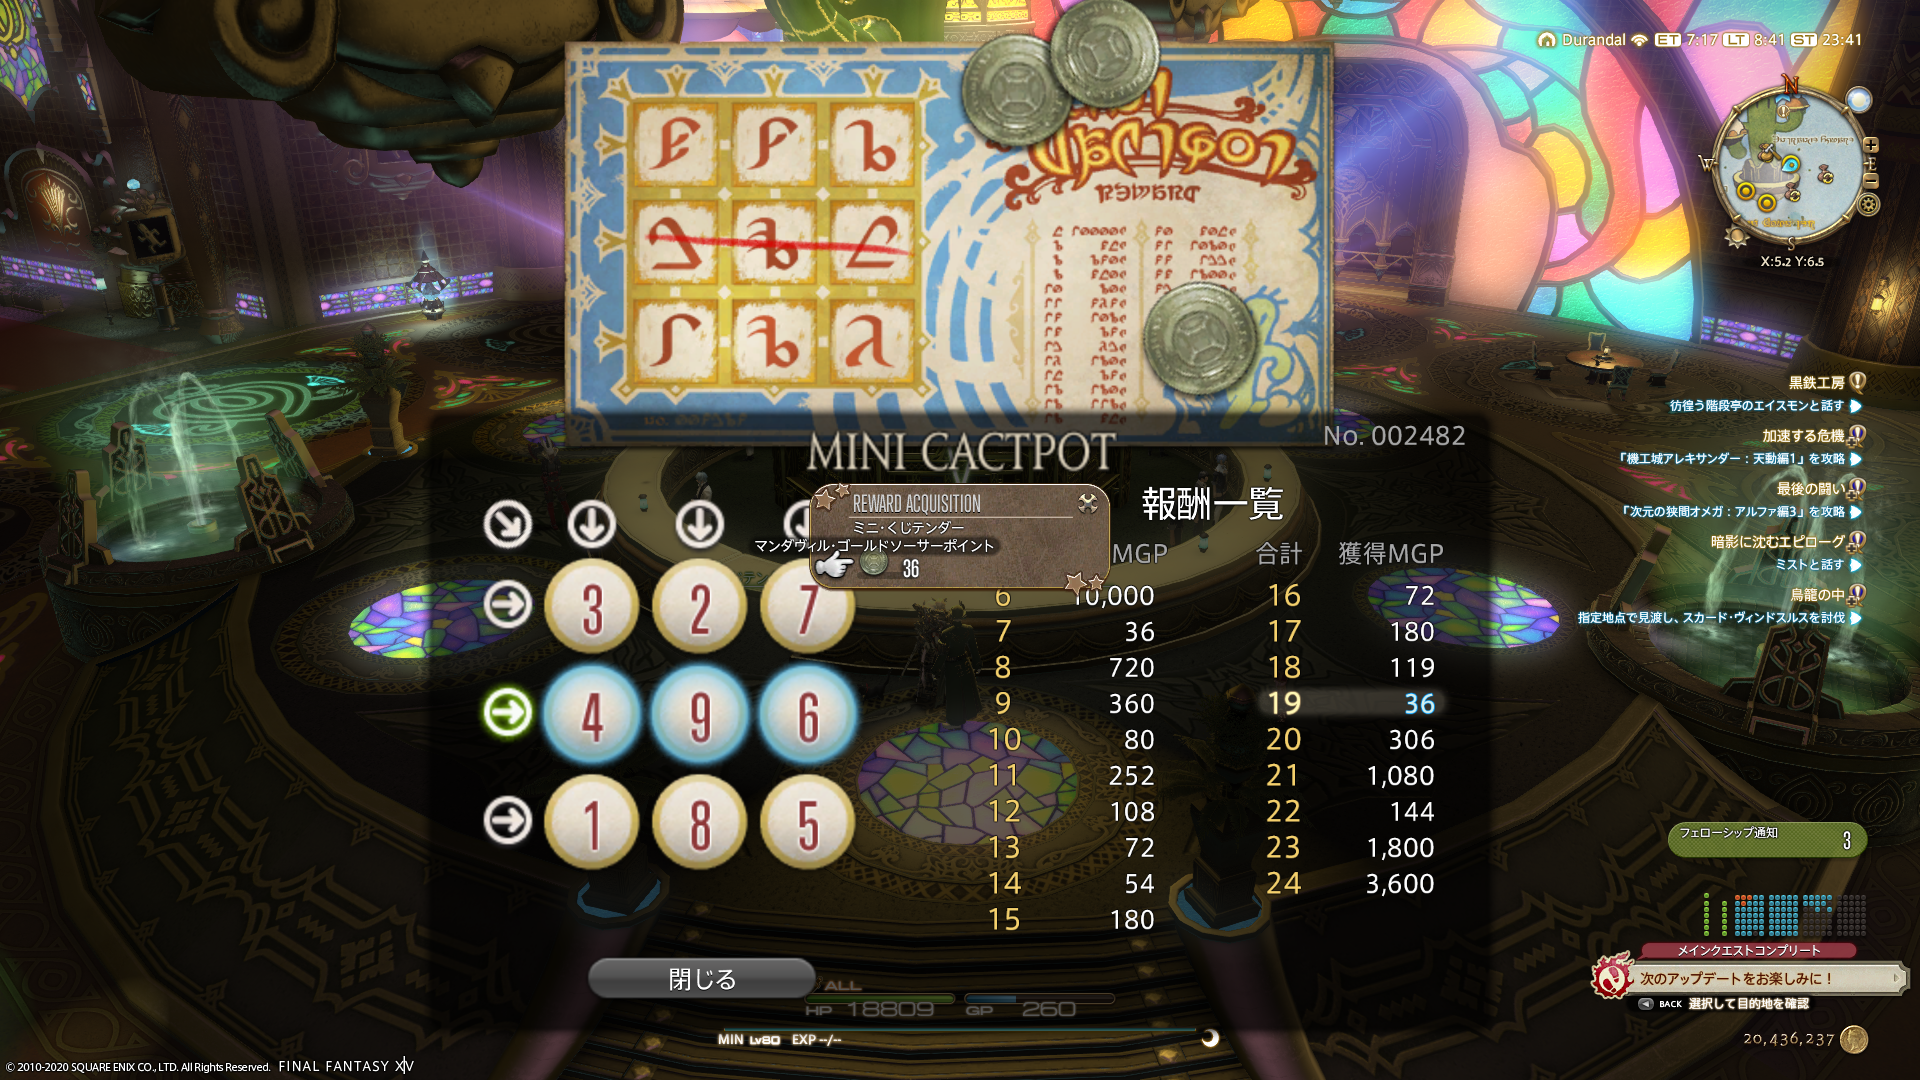 Durandal ET 7:17 LT 8:41 ST 23:41
N
W
E
S
X:5.2 Y:6.5
黒鉄工房
彷徨う階段亭のエイスモンと話す
加速する危機
「機工城アレキサンダー：天動編1」を攻略
最後の闘い
「次元の狭間オメガ：アルファ編3」を攻略
暗影に沈むエピローグ
ミストと話す
鳥籠の中
指定地点で見渡し、スカード・ヴィンドスルスを討伐
No. 002482
MINI CACTPOT
REWARD ACQUISITION
ミニ・くじテンダー
マンダヴィル・ゴールドソーサーポイント
36
報酬一覧
MGP 合計 獲得MGP
3 2 7
4 9 6
1 8 5
6 10,000 16 72
7 36 17 180
8 720 18 119
9 360 19 36
10 80 20 306
11 252 21 1,080
12 108 22 144
13 72 23 1,800
14 54 24 3,600
15 180
閉じる
フェローシップ通知 3
メインクエストコンプリート
次のアップデートをお楽しみに！
BACK 選択して目的地を確認
20,436,237
ALL
HP 18809 GP 260
MIN Lv80 EXP --/--
© 2010-2020 SQUARE ENIX CO., LTD. All Rights Reserved. FINAL FANTASY XIV